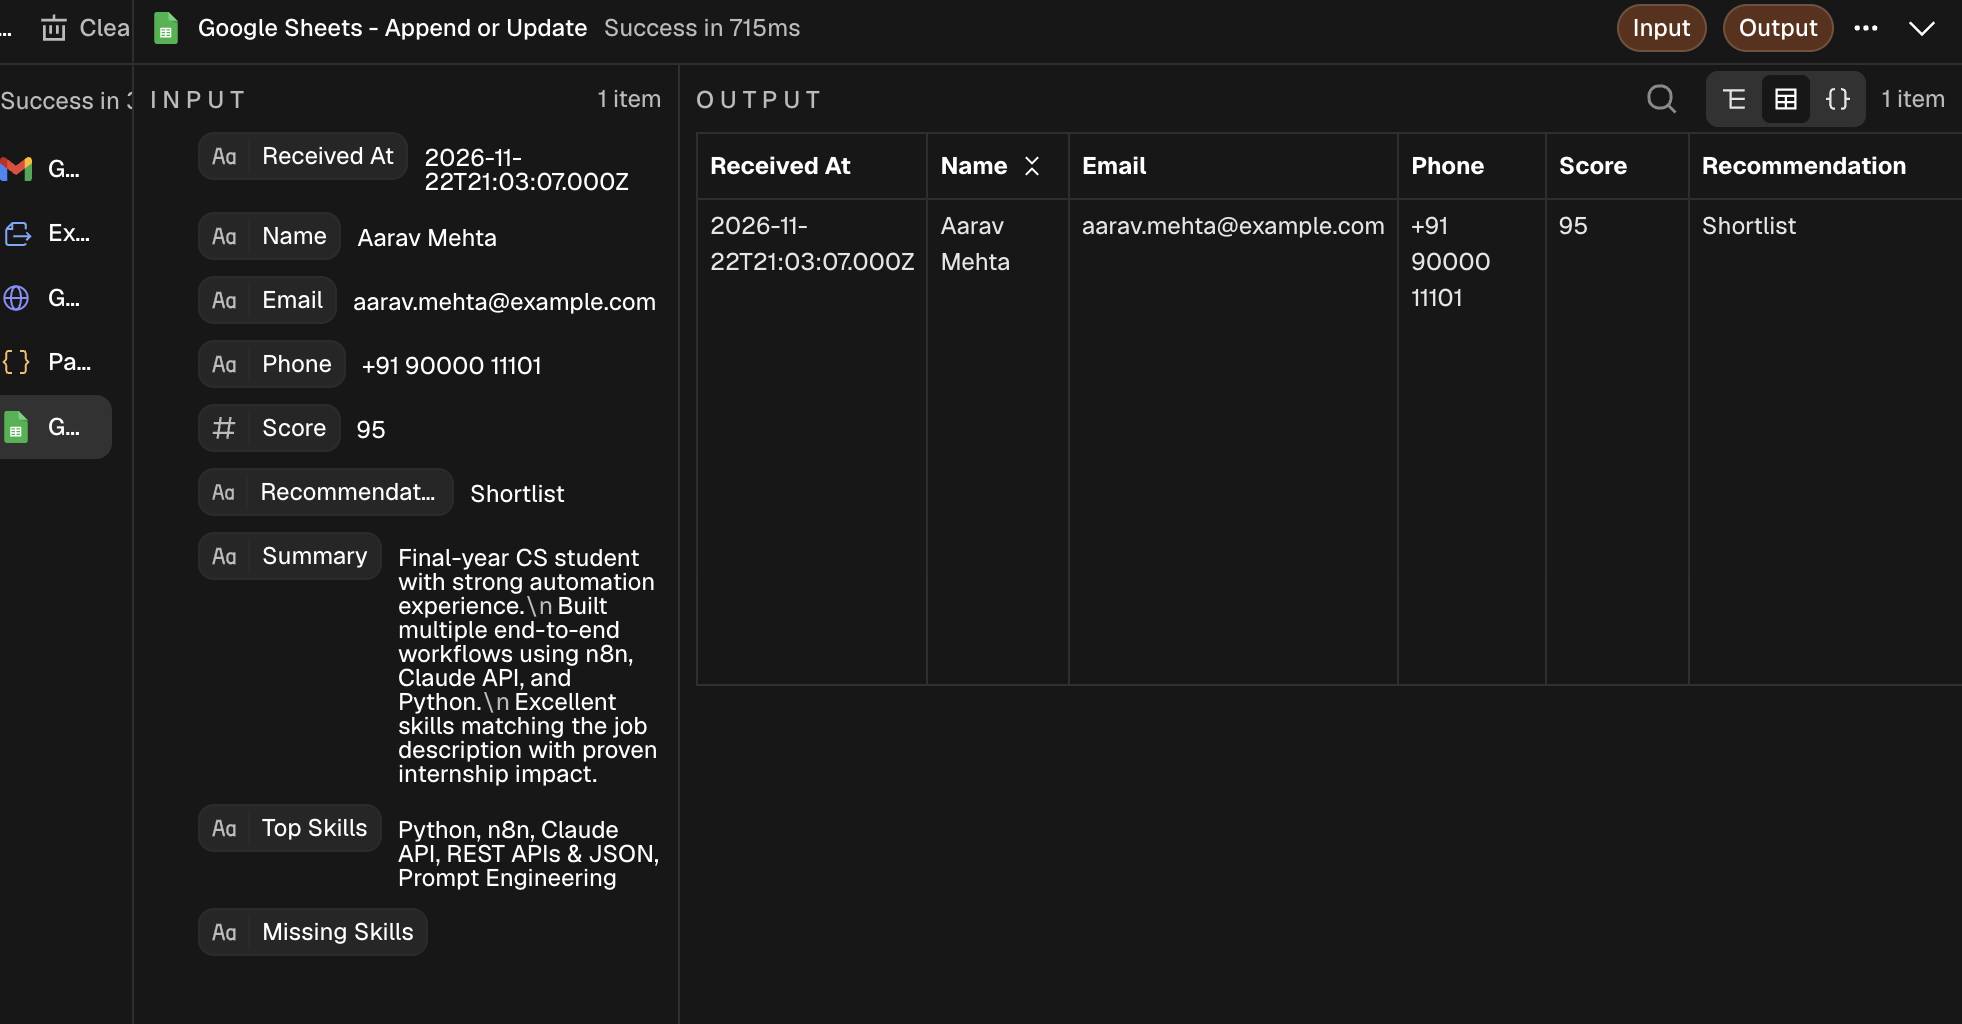 ... Clea
Google Sheets - Append or Update Success in 715ms
Input Output ...
Success in
G...
Ex...
G...
Pa...
G...
INPUT 1 item
Aa Received At 2026-11-
22T21:03:07.000Z
Aa Name Aarav Mehta
Aa Email aarav.mehta@example.com
Aa Phone +91 90000 11101
# Score 95
Aa Recommendat... Shortlist
Aa Summary Final-year CS student
with strong automation
experience.\n Built
multiple end-to-end
workflows using n8n,
Claude API, and
Python.\n Excellent
skills matching the job
description with proven
internship impact.
Aa Top Skills Python, n8n, Claude
API, REST APIs & JSON,
Prompt Engineering
Aa Missing Skills
OUTPUT 1 item
Received At Name Email Phone Score Recommendation
2026-11-
22T21:03:07.000Z
Aarav
Mehta
aarav.mehta@example.com
+91
90000
11101
95
Shortlist